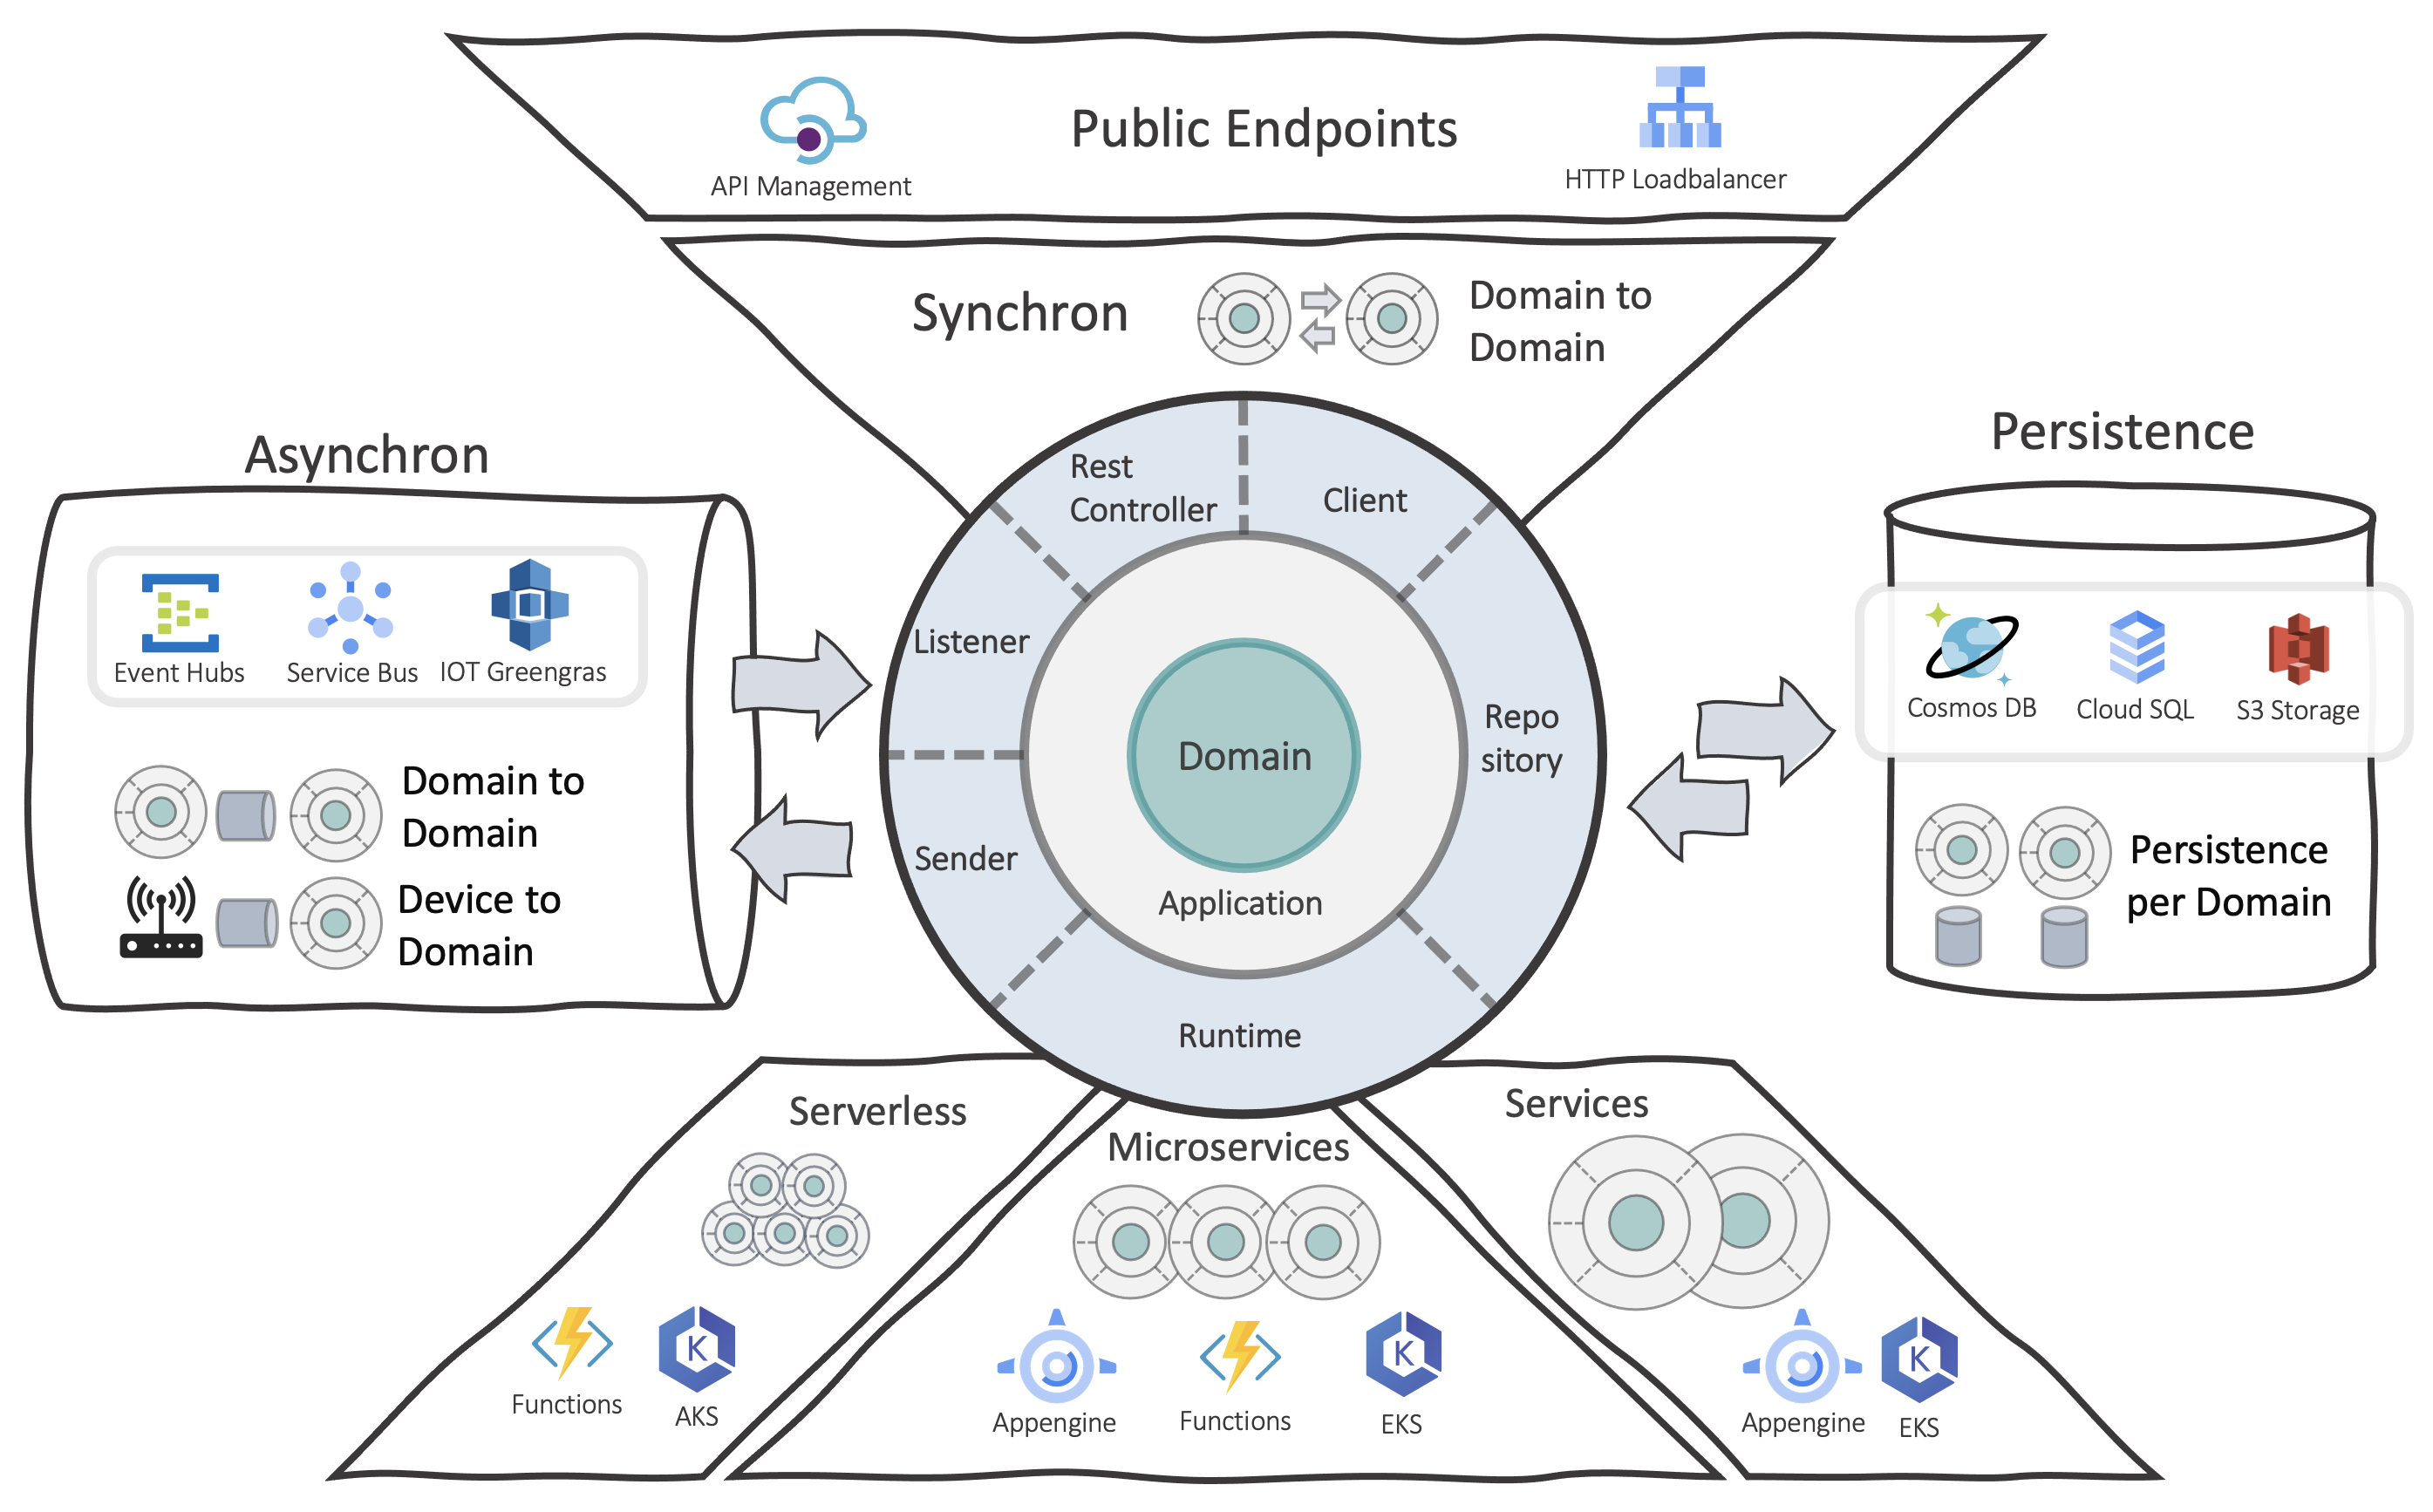 Public Endpoints
API Management
HTTP Loadbalancer
Synchron
Domain to
Domain
Asynchron
Event Hubs
Service Bus
IOT Greengras
Domain to
Domain
Device to
Domain
Rest
Controller
Client
Listener
Sender
Repo
sitory
Domain
Application
Runtime
Persistence
Cosmos DB
Cloud SQL
S3 Storage
Persistence
per Domain
Serverless
K
Functions
AKS
Microservices
K
Appengine
Functions
EKS
Services
K
Appengine
EKS